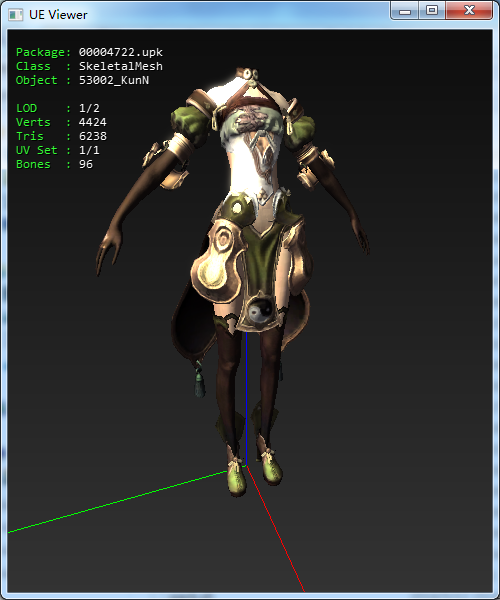 UE Viewer
Package: 00004722.upk
Class  : SkeletalMesh
Object : 53002_KunN
LOD    : 1/2
Verts  : 4424
Tris   : 6238
UV Set : 1/1
Bones  : 96